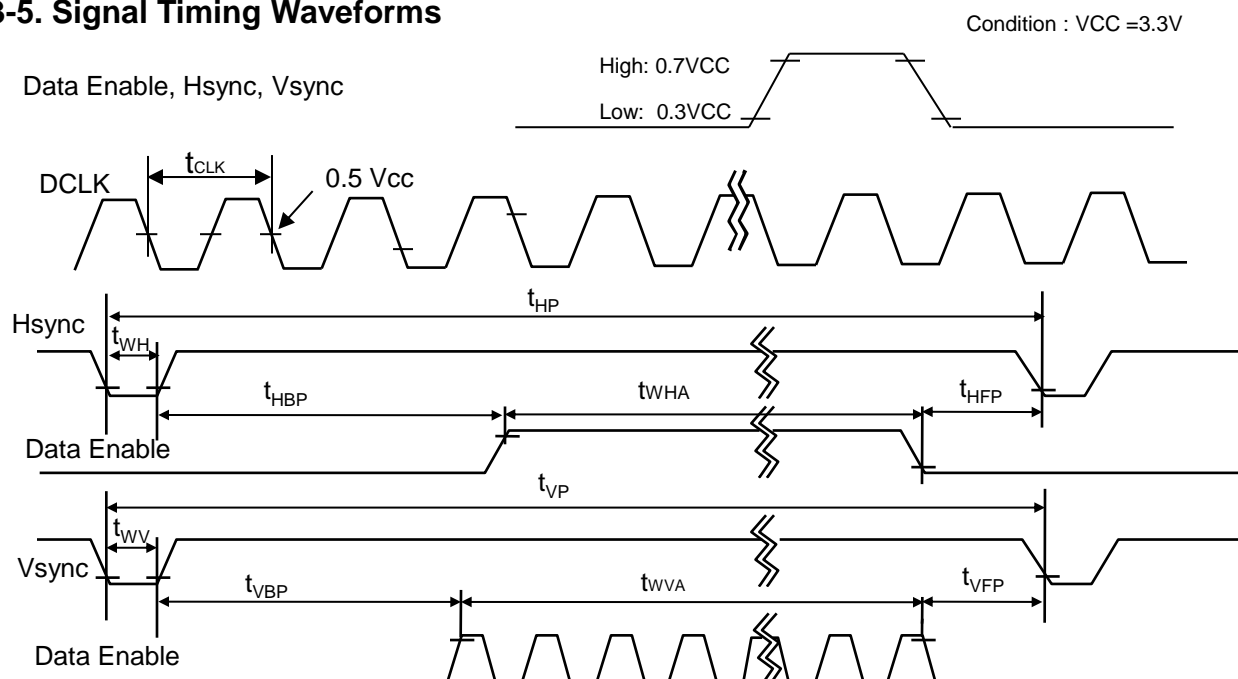 3-5. Signal Timing Waveforms
Condition : VCC =3.3V
High: 0.7VCC
Data Enable, Hsync, Vsync
Low: 0.3VCC
tCLK
DCLK
0.5 Vcc
tHP
Hsync
tWH
tHBP
tWHA
tHFP
Data Enable
tVP
tWV
Vsync
tVBP
tWVA
tVFP
Data Enable